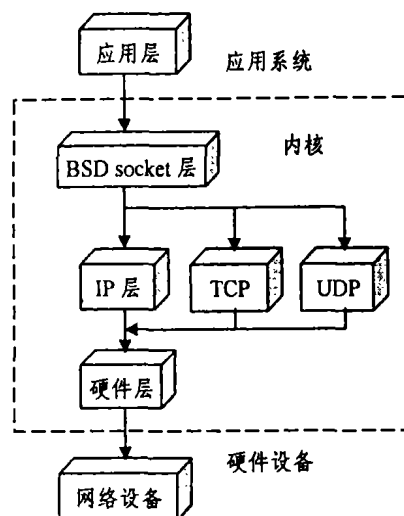 应用层
应用系统
内核
BSD socket 层
IP 层
TCP
UDP
硬件层
硬件设备
网络设备